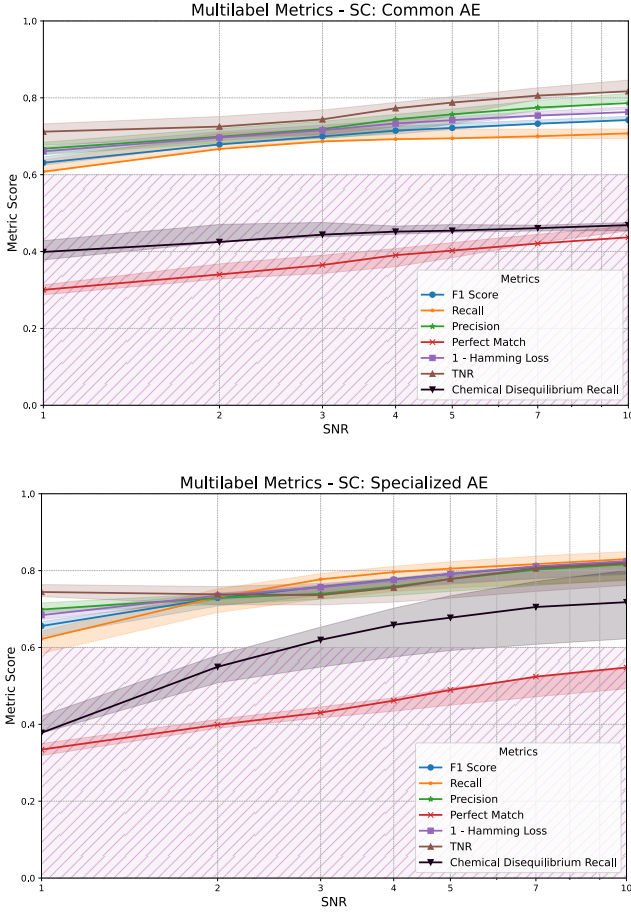 Multilabel Metrics - SC: Common AE
1,0
0.8
0.6
0.4
0.2
0.0
Metric Score
1
2
3
4
5
7
10
SNR
Metrics
F1 Score
Recall
Precision
Perfect Match
1 - Hamming Loss
TNR
Chemical Disequilibrium Recall
Multilabel Metrics - SC: Specialized AE
1.0
0.8
0.6
0.4
0.2
0.0
Metric Score
1
2
3
4
5
7
10
SNR
Metrics
F1 Score
Recall
Precision
Perfect Match
1 - Hamming Loss
TNR
Chemical Disequilibrium Recall